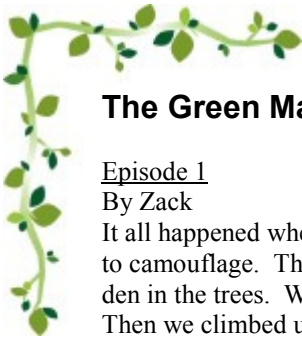 The Green Ma
Episode 1
By Zack
It all happened whe
to camouflage. Th
den in the trees. W
Then we climbed u